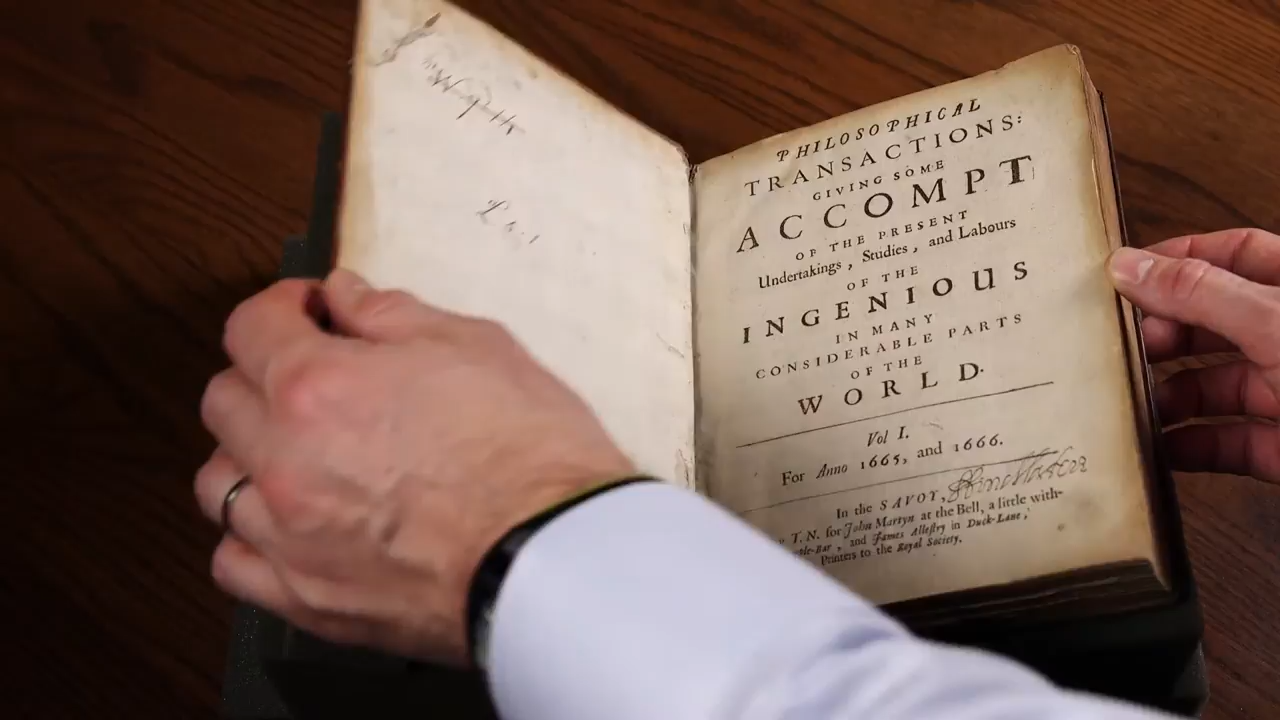 PHILOSOPHICAL
TRANSACTIONS:
GIVING SOME
ACCOMPT
OF THE PRESENT
Undertakings, Studies, and Labours
OF THE
INGENIOUS
IN MANY
CONSIDERABLE PARTS
OF THE
WORLD.
Vol I.
For Anno 1665, and 1666.
In the SAVOY,
T. N. for John Martyn at the Bell, a little with-
and James Allestry in Duck-Lane,
Printers to the Royal Society.